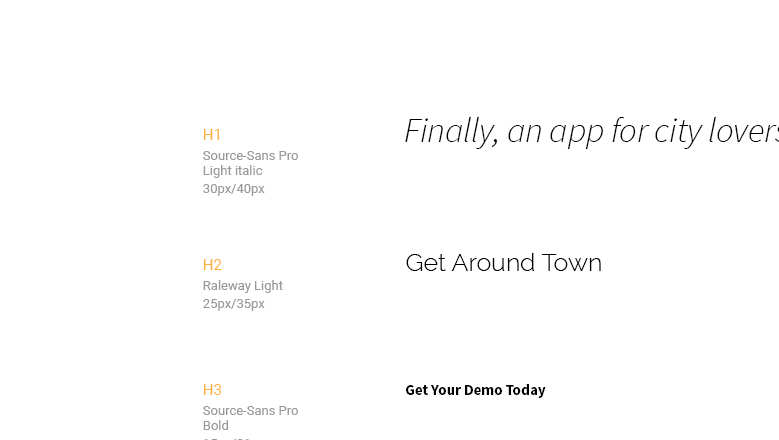 H1
Source-Sans Pro
Light italic
30px/40px
Finally, an app for city lovers
H2
Raleway Light
25px/35px
Get Around Town
H3
Source-Sans Pro
Bold
Get Your Demo Today